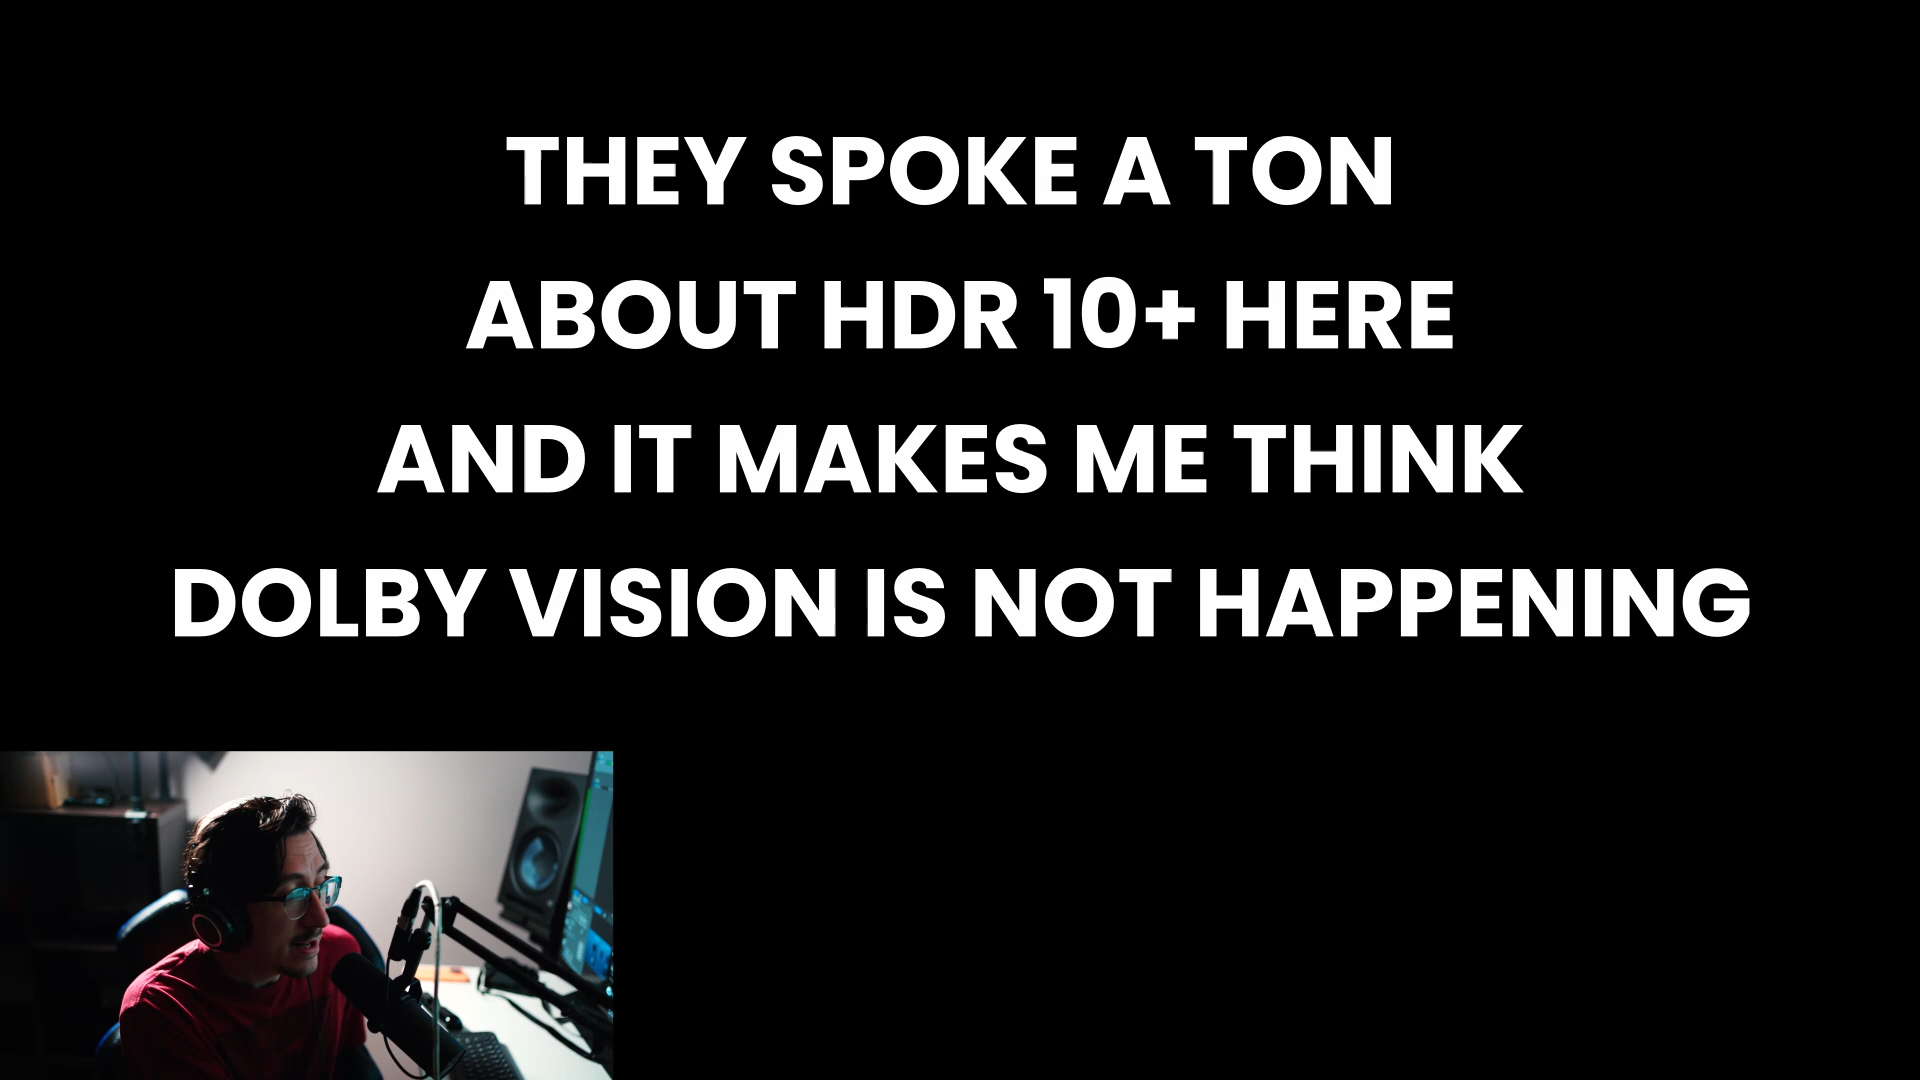 THEY SPOKE A TON
ABOUT HDR 10+ HERE
AND IT MAKES ME THINK
DOLBY VISION IS NOT HAPPENING